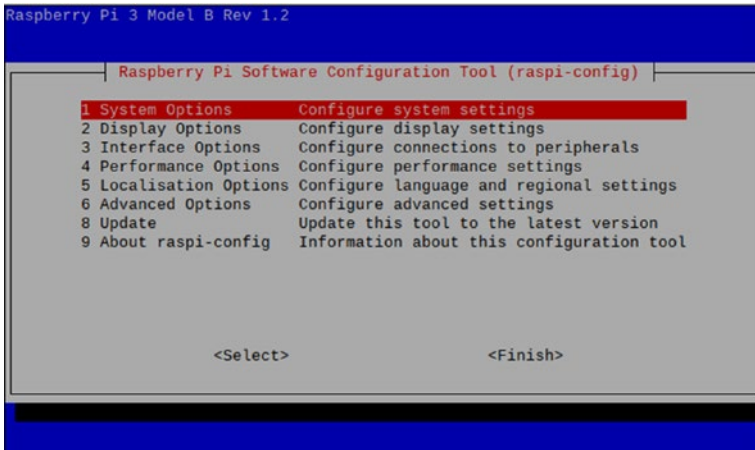 Raspberry Pi 3 Model B Rev 1.2
Raspberry Pi Software Configuration Tool (raspi-config)
1 System Options Configure system settings
2 Display Options Configure display settings
3 Interface Options Configure connections to peripherals
4 Performance Options Configure performance settings
5 Localisation Options Configure language and regional settings
6 Advanced Options Configure advanced settings
8 Update Update this tool to the latest version
9 About raspi-config Information about this configuration tool
<Select> <Finish>